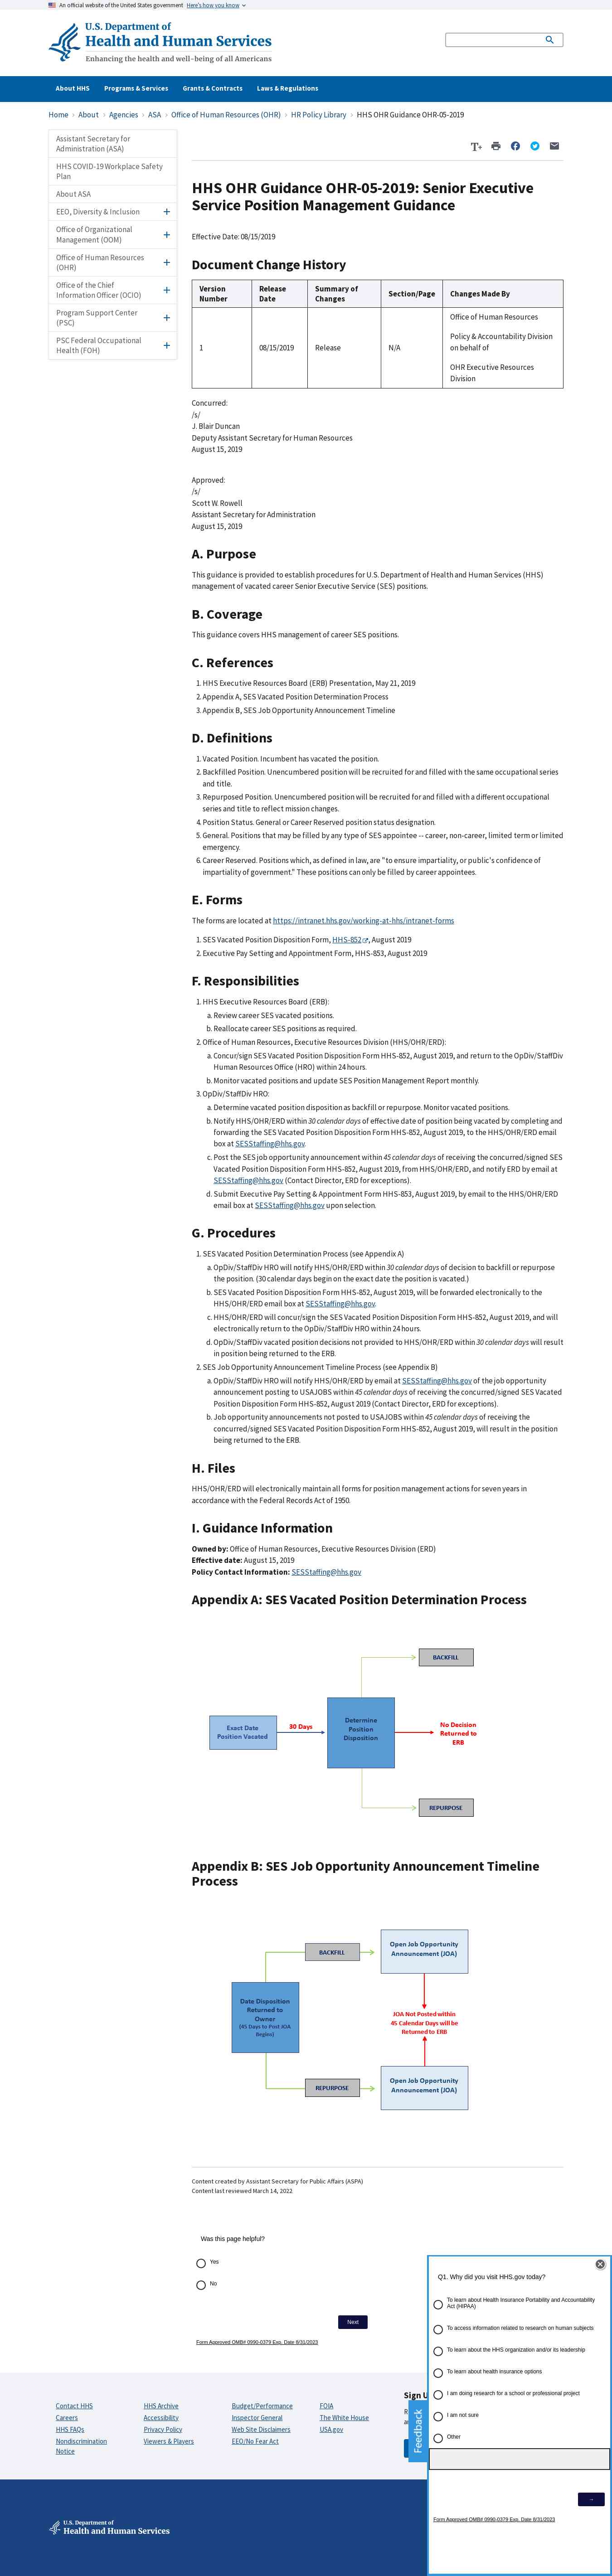 An official website of the United States government Here's how you know
U.S. Department of
Health and Human Services
Enhancing the health and well-being of all Americans
About HHS Programs & Services Grants & Contracts Laws & Regulations
Home › About › Agencies › ASA › Office of Human Resources (OHR) › HR Policy Library › HHS OHR Guidance OHR-05-2019
Assistant Secretary for
Administration (ASA)
HHS COVID-19 Workplace Safety
Plan
About ASA
EEO, Diversity & Inclusion +
Office of Organizational
Management (OOM) +
Office of Human Resources
(OHR) +
Office of the Chief
Information Officer (OCIO) +
Program Support Center
(PSC) +
PSC Federal Occupational
Health (FOH) +
T+
HHS OHR Guidance OHR-05-2019: Senior Executive
Service Position Management Guidance
Effective Date: 08/15/2019
Document Change History
Version
Number
Release
Date
Summary of
Changes
Section/Page
Changes Made By
1
08/15/2019
Release
N/A
Office of Human Resources
Policy & Accountability Division
on behalf of
OHR Executive Resources
Division
Concurred:
/s/
J. Blair Duncan
Deputy Assistant Secretary for Human Resources
August 15, 2019
Approved:
/s/
Scott W. Rowell
Assistant Secretary for Administration
August 15, 2019
A. Purpose
This guidance is provided to establish procedures for U.S. Department of Health and Human Services (HHS)
management of vacated career Senior Executive Service (SES) positions.
B. Coverage
This guidance covers HHS management of career SES positions.
C. References
1. HHS Executive Resources Board (ERB) Presentation, May 21, 2019
2. Appendix A, SES Vacated Position Determination Process
3. Appendix B, SES Job Opportunity Announcement Timeline
D. Definitions
1. Vacated Position. Incumbent has vacated the position.
2. Backfilled Position. Unencumbered position will be recruited for and filled with the same occupational series
and title.
3. Repurposed Position. Unencumbered position will be recruited for and filled with a different occupational
series and title to reflect mission changes.
4. Position Status. General or Career Reserved position status designation.
5. General. Positions that may be filled by any type of SES appointee -- career, non-career, limited term or limited
emergency.
6. Career Reserved. Positions which, as defined in law, are "to ensure impartiality, or public's confidence of
impartiality of government." These positions can only be filled by career appointees.
E. Forms
The forms are located at https://intranet.hhs.gov/working-at-hhs/intranet-forms
1. SES Vacated Position Disposition Form, HHS-852, August 2019
2. Executive Pay Setting and Appointment Form, HHS-853, August 2019
F. Responsibilities
1. HHS Executive Resources Board (ERB):
a. Review career SES vacated positions.
b. Reallocate career SES positions as required.
2. Office of Human Resources, Executive Resources Division (HHS/OHR/ERD):
a. Concur/sign SES Vacated Position Disposition Form HHS-852, August 2019, and return to the OpDiv/StaffDiv
Human Resources Office (HRO) within 24 hours.
b. Monitor vacated positions and update SES Position Management Report monthly.
3. OpDiv/StaffDiv HRO:
a. Determine vacated position disposition as backfill or repurpose. Monitor vacated positions.
b. Notify HHS/OHR/ERD within 30 calendar days of effective date of position being vacated by completing and
forwarding the SES Vacated Position Disposition Form HHS-852, August 2019, to the HHS/OHR/ERD email
box at SESStaffing@hhs.gov.
c. Post the SES job opportunity announcement within 45 calendar days of receiving the concurred/signed SES
Vacated Position Disposition Form HHS-852, August 2019, from HHS/OHR/ERD, and notify ERD by email at
SESStaffing@hhs.gov (Contact Director, ERD for exceptions).
d. Submit Executive Pay Setting & Appointment Form HHS-853, August 2019, by email to the HHS/OHR/ERD
email box at SESStaffing@hhs.gov upon selection.
G. Procedures
1. SES Vacated Position Determination Process (see Appendix A)
a. OpDiv/StaffDiv HRO will notify HHS/OHR/ERD within 30 calendar days of decision to backfill or repurpose
the position. (30 calendar days begin on the exact date the position is vacated.)
b. SES Vacated Position Disposition Form HHS-852, August 2019, will be forwarded electronically to the
HHS/OHR/ERD email box at SESStaffing@hhs.gov.
c. HHS/OHR/ERD will concur/sign the SES Vacated Position Disposition Form HHS-852, August 2019, and will
electronically return to the OpDiv/StaffDiv HRO within 24 hours.
d. OpDiv/StaffDiv vacated position decisions not provided to HHS/OHR/ERD within 30 calendar days will result
in position being returned to the ERB.
2. SES Job Opportunity Announcement Timeline Process (see Appendix B)
a. OpDiv/StaffDiv HRO will notify HHS/OHR/ERD by email at SESStaffing@hhs.gov of the job opportunity
announcement posting to USAJOBS within 45 calendar days of receiving the concurred/signed SES Vacated
Position Disposition Form HHS-852, August 2019 (Contact Director, ERD for exceptions).
b. Job opportunity announcements not posted to USAJOBS within 45 calendar days of receiving the
concurred/signed SES Vacated Position Disposition Form HHS-852, August 2019, will result in the position
being returned to the ERB.
H. Files
HHS/OHR/ERD will electronically maintain all forms for position management actions for seven years in
accordance with the Federal Records Act of 1950.
I. Guidance Information
Owned by: Office of Human Resources, Executive Resources Division (ERD)
Effective date: August 15, 2019
Policy Contact Information: SESStaffing@hhs.gov
Appendix A: SES Vacated Position Determination Process
BACKFILL
Exact Date
Position Vacated
30 Days
Determine
Position
Disposition
No Decision
Returned to
ERB
REPURPOSE
Appendix B: SES Job Opportunity Announcement Timeline
Process
BACKFILL
Open Job Opportunity
Announcement (JOA)
Date Disposition
Returned to
Owner
(45 Days to Post JOA
Begins)
JOA Not Posted within
45 Calendar Days will be
Returned to ERB
REPURPOSE
Open Job Opportunity
Announcement (JOA)
Content created by Assistant Secretary for Public Affairs (ASPA)
Content last reviewed March 14, 2022
Was this page helpful?
Yes
No
Next
Form Approved OMB# 0990-0379 Exp. Date 8/31/2023
Q1. Why did you visit HHS.gov today?
To learn about Health Insurance Portability and Accountability
Act (HIPAA)
To access information related to research on human subjects
To learn about the HHS organization and/or its leadership
To learn about health insurance options
I am doing research for a school or professional project
I am not sure
Other
→
Form Approved OMB# 0990-0379 Exp. Date 8/31/2023
Feedback
Sign U
Contact HHS
Careers
HHS FAQs
Nondiscrimination
Notice
HHS Archive
Accessibility
Privacy Policy
Viewers & Players
Budget/Performance
Inspector General
Web Site Disclaimers
EEO/No Fear Act
FOIA
The White House
USA.gov
U.S. Department of
Health and Human Services